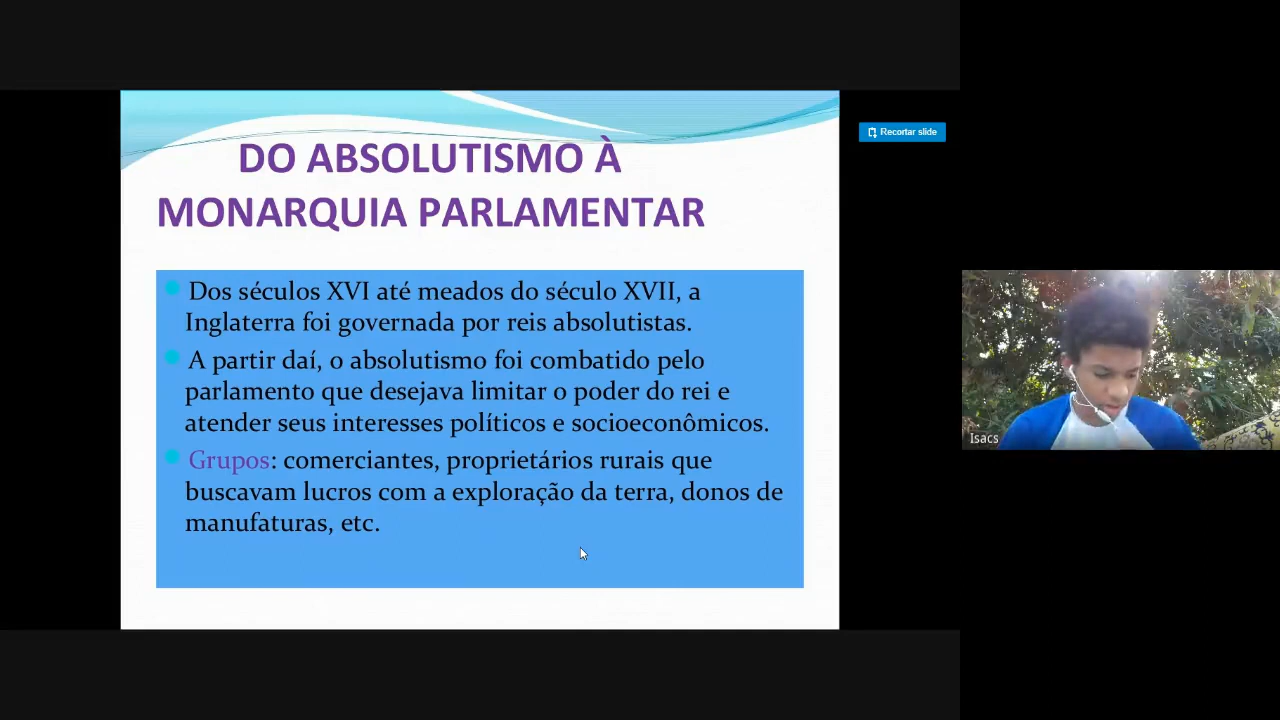 DO ABSOLUTISMO À
MONARQUIA PARLAMENTAR
Recortar slide
Dos séculos XVI até meados do século XVII, a
Inglaterra foi governada por reis absolutistas.
A partir daí, o absolutismo foi combatido pelo
parlamento que desejava limitar o poder do rei e
atender seus interesses políticos e socioeconômicos.
Grupos: comerciantes, proprietários rurais que
buscavam lucros com a exploração da terra, donos de
manufaturas, etc.
Isacs